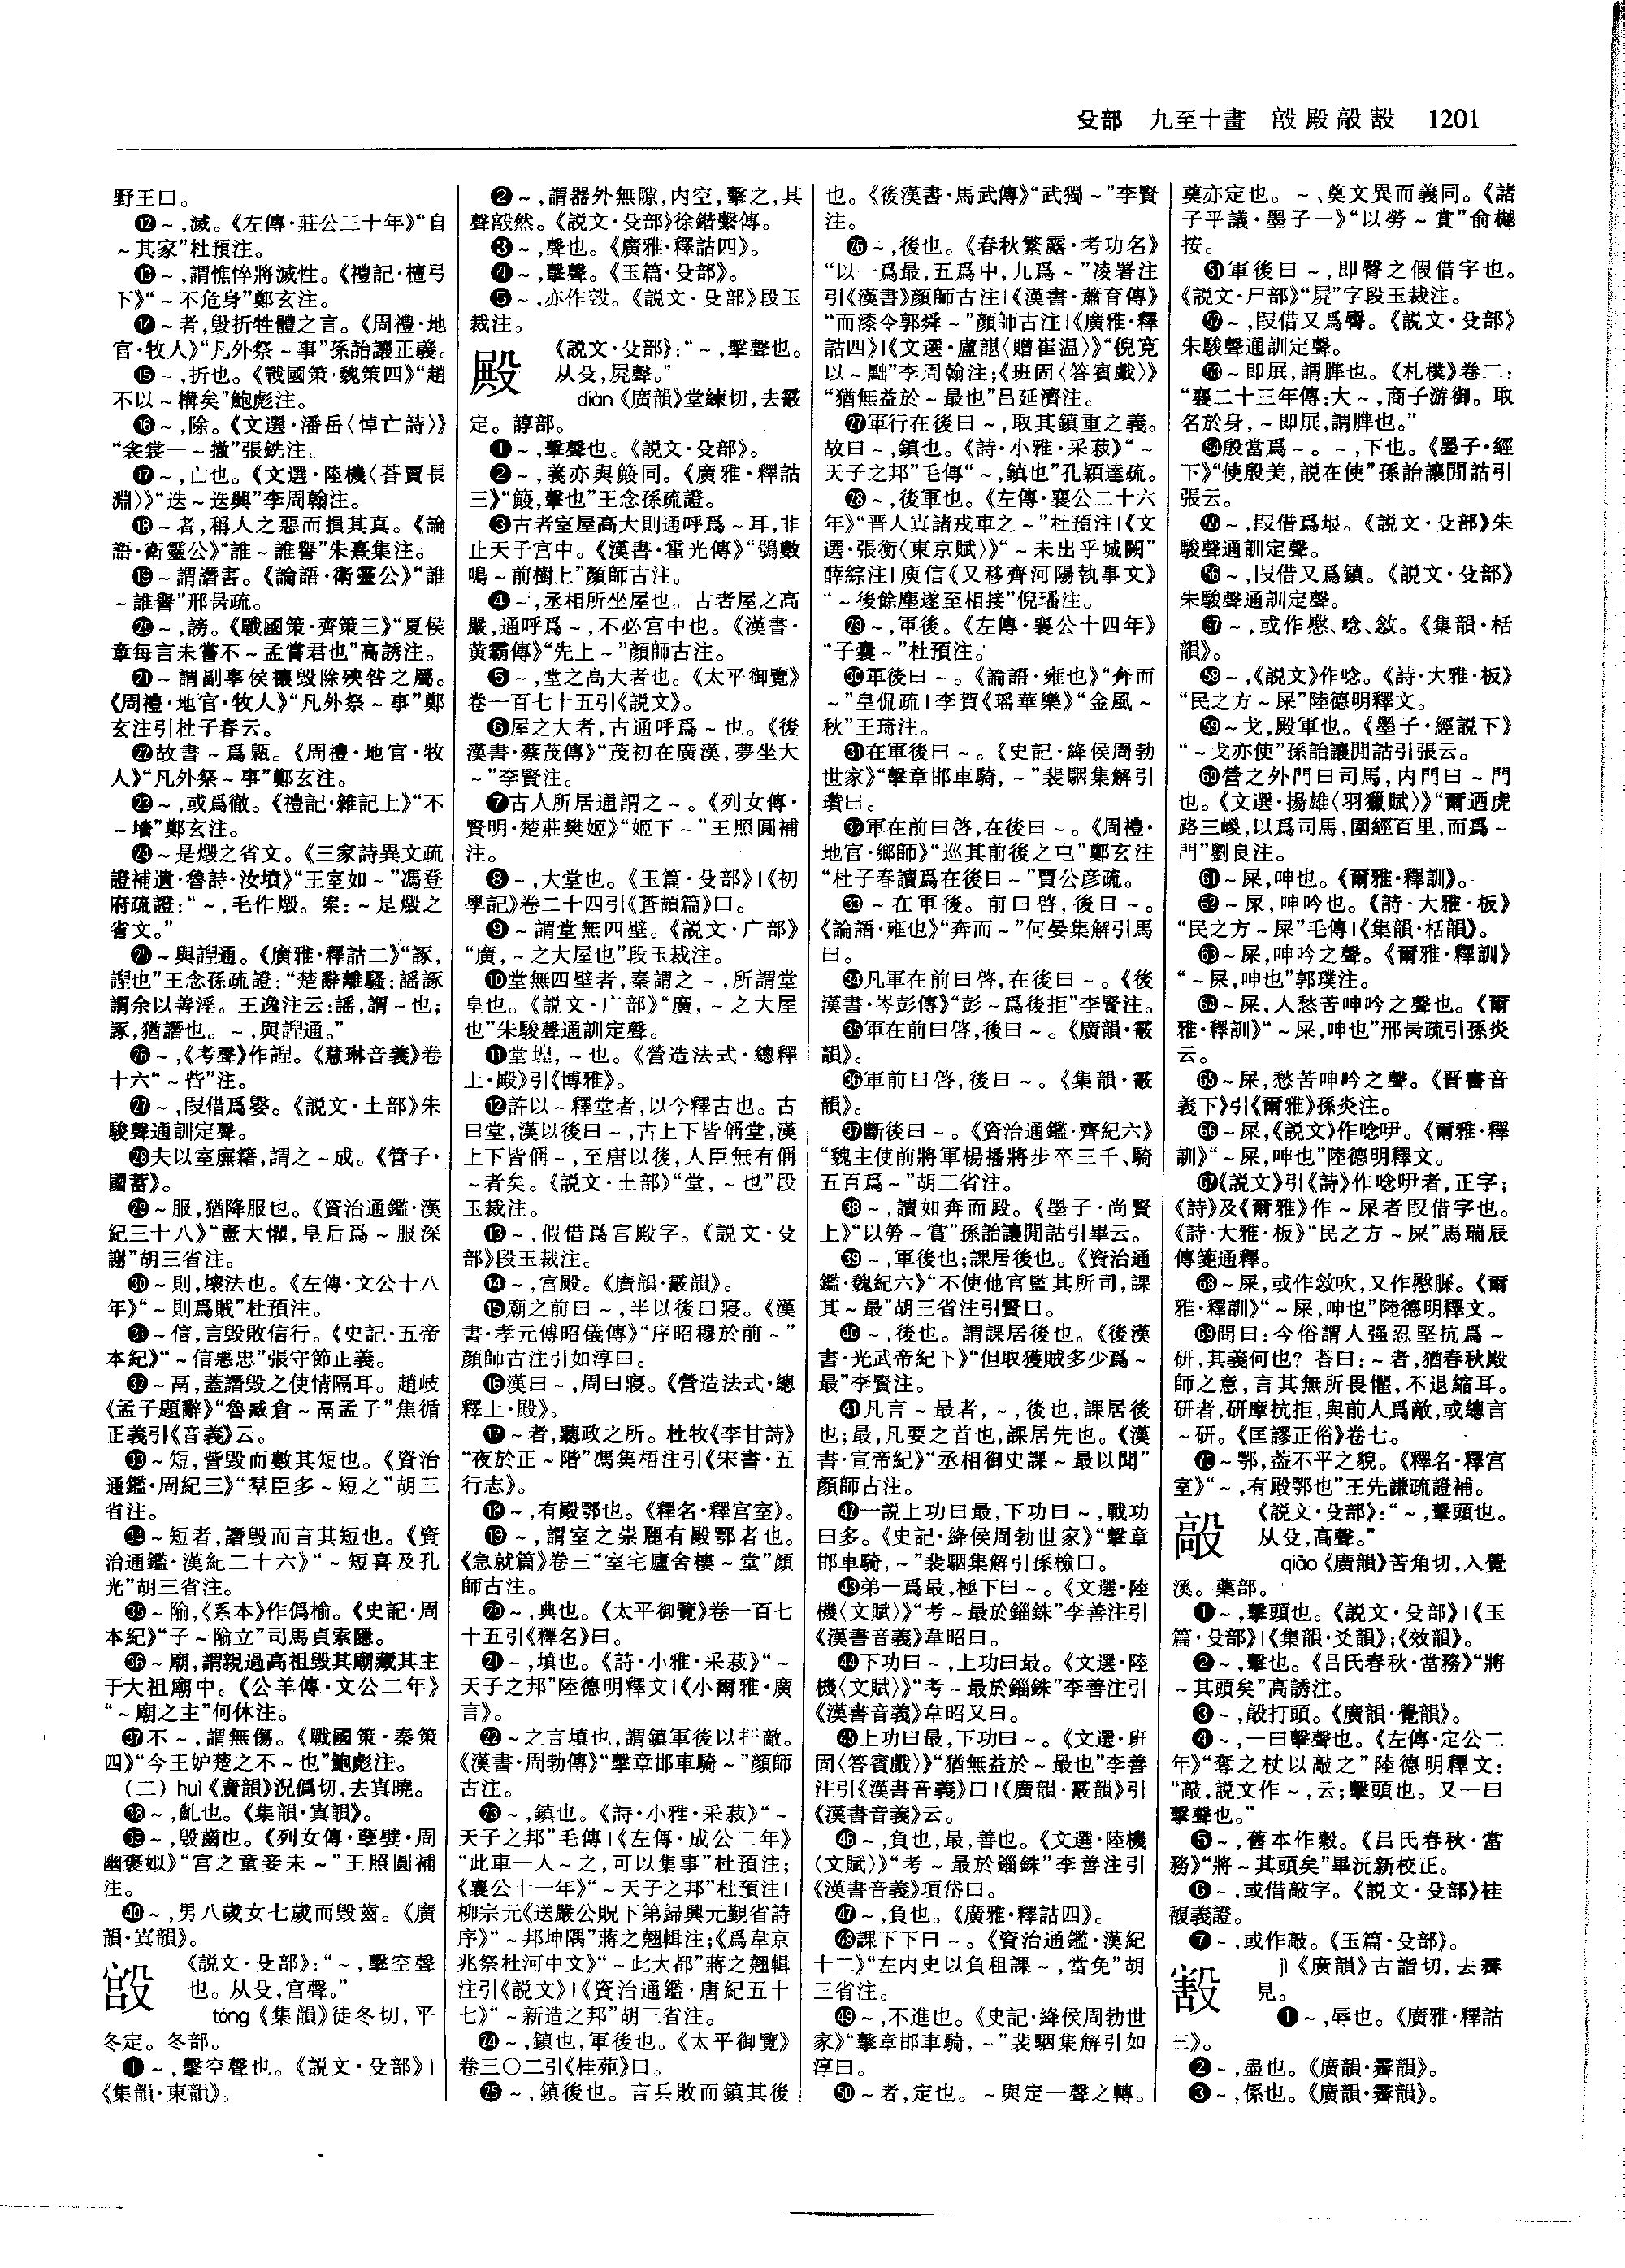 殳部　九至十畫　㲁殿毃㲅　1201
野王曰。
⓬～,滅。《左傳·莊公三十年》“自
～其家”杜預注。
⓭～,謂憔悴將滅性。《禮記·檀弓
下》“～不危身”鄭玄注。
⓮～者,毀折牲體之言。《周禮·地
官·牧人》“凡外祭～事”孫詒讓正義。
⓯～,折也。《戰國策·魏策四》“趙
不以～構矣”鮑彪注。
⓰～,除。《文選·潘岳〈悼亡詩〉》
“衾裳一～撤”張銑注。
⓱～,亡也。《文選·陸機〈荅賈長
淵〉》“迭～迭興”李周翰注。
⓲～者,稱人之惡而損其真。《論
語·衛靈公》“誰～誰譽”朱熹集注。
⓳～謂譖害。《論語·衛靈公》“誰
～誰譽”邢昺疏。
⓴～,謗。《戰國策·齊策三》“夏侯
章每言未嘗不～孟嘗君也”高誘注。
㉑～謂副辜侯禳毀除殃咎之屬。
《周禮·地官·牧人》“凡外祭～事”鄭
玄注引杜子春云。
㉒故書～爲甈。《周禮·地官·牧
人》“凡外祭～事”鄭玄注。
㉓～,或爲徹。《禮記·雜記上》“不
～墻”鄭玄注。
㉔～是燬之省文。《三家詩異文疏
證補遺·魯詩·汝墳》“王室如～”馮登
府疏證:“～,毛作燬。案:～是燬之
省文。”
㉕～與諻通。《廣雅·釋詁二》“諑,
諻也”王念孫疏證:“楚辭離騷:謡諑
謂余以善淫。王逸注云:謡,謂～也;
諑,猶譖也。～,與諻通。”
㉖～,《考聲》作諻。《慧琳音義》卷
十六“～呰”注。
㉗～,叚借爲毇。《説文·土部》朱
駿聲通訓定聲。
㉘夫以室廡籍,謂之～成。《管子·
國蓄》。
㉙～服,猶降服也。《資治通鑑·漢
紀三十八》“憲大懼,皇后爲～服深
謝”胡三省注。
㉚～則,壞法也。《左傳·文公十八
年》“～則爲賊”杜預注。
㉛～信,言毀敗信行。《史記·五帝
本紀》“～信惡忠”張守節正義。
㉜～鬲,蓋譖毀之使情隔耳。趙岐
《孟子題辭》“魯臧倉～鬲孟子”焦循
正義引《音義》云。
㉝～短,訾毀而數其短也。《資治
通鑑·周紀三》“羣臣多～短之”胡三
省注。
㉞～短者,譖毀而言其短也。《資
治通鑑·漢紀二十六》“～短喜及孔
光”胡三省注。
㉟～隃,《系本》作僞榆。《史記·周
本紀》“子～隃立”司馬貞索隱。
㊱～廟,謂親過高祖毀其廟藏其主
于大祖廟中。《公羊傳·文公二年》
“～廟之主”何休注。
㊲不～,謂無傷。《戰國策·秦策
四》“今王妒楚之不～也”鮑彪注。
（二）huì《廣韻》況僞切,去寘曉。
㊳～,亂也。《集韻·寘韻》。
㊴～,毀齒也。《列女傳·孽嬖·周
幽褒姒》“宫之童妾未～”王照圓補
注。
㊵～,男八歲女七歲而毀齒。《廣
韻·寘韻》。
㲁　《説文·殳部》:“～,擊空聲
也。从殳,宫聲。”
tóng《集韻》徒冬切,平
冬定。冬部。
❶～,擊空聲也。《説文·殳部》|
《集韻·東韻》。
❷～,謂器外無隙,内空,擊之,其
聲㲁然。《説文·殳部》徐鍇繫傳。
❸～,聲也。《廣雅·釋詁四》。
❹～,擊聲。《玉篇·殳部》。
❺～,亦作㲀。《説文·殳部》段玉
裁注。
殿　《説文·殳部》:“～,擊聲也。
从殳,㞟聲。”
diàn《廣韻》堂練切,去霰
定。諄部。
❶～,擊聲也。《説文·殳部》。
❷～,義亦與㪤同。《廣雅·釋詁
三》“㪤,擊也”王念孫疏證。
❸古者室屋高大則通呼爲～耳,非
止天子宫中。《漢書·霍光傳》“鴞數
鳴～前樹上”顔師古注。
❹～,丞相所坐屋也。古者屋之高
嚴,通呼爲～,不必宫中也。《漢書·
黄霸傳》“先上～”顔師古注。
❺～,堂之高大者也。《太平御覽》
卷一百七十五引《説文》。
❻屋之大者,古通呼爲～也。《後
漢書·蔡茂傳》“茂初在廣漢,夢坐大
～”李賢注。
❼古人所居通謂之～。《列女傳·
賢明·楚莊樊姬》“姬下～”王照圓補
注。
❽～,大堂也。《玉篇·殳部》|《初
學記》卷二十四引《蒼頡篇》曰。
❾～謂堂無四壁。《説文·广部》
“廣,～之大屋也”段玉裁注。
❿堂無四壁者,秦謂之～,所謂堂
皇也。《説文·广部》“廣,～之大屋
也”朱駿聲通訓定聲。
⓫堂堭,～也。《營造法式·總釋
上·殿》引《博雅》。
⓬許以～釋堂者,以今釋古也。古
曰堂,漢以後曰～,古上下皆偁堂,漢
上下皆偁～,至唐以後,人臣無有偁
～者矣。《説文·土部》“堂,～也”段
玉裁注。
⓭～,假借爲宫殿字。《説文·殳
部》段玉裁注。
⓮～,宫殿。《廣韻·霰韻》。
⓯廟之前曰～,半以後曰寢。《漢
書·孝元傅昭儀傳》“序昭穆於前～”
顔師古注引如淳曰。
⓰漢曰～,周曰寢。《營造法式·總
釋上·殿》。
⓱～者,聽政之所。杜牧《李甘詩》
“夜於正～階”馮集梧注引《宋書·五
行志》。
⓲～,有殿鄂也。《釋名·釋宫室》。
⓳～,謂室之崇麗有殿鄂者也。
《急就篇》卷三“室宅廬舍樓～堂”顔
師古注。
⓴～,典也。《太平御覽》卷一百七
十五引《釋名》曰。
㉑～,填也。《詩·小雅·采菽》“～
天子之邦”陸德明釋文|《小爾雅·廣
言》。
㉒～之言填也,謂鎮軍後以扞敵。
《漢書·周勃傳》“擊章邯車騎～”顔師
古注。
㉓～,鎮也。《詩·小雅·采菽》“～
天子之邦”毛傳|《左傳·成公二年》
“此車一人～之,可以集事”杜預注;
《襄公十一年》“～天子之邦”杜預注|
柳宗元《送嚴公貺下第歸興元覲省詩
序》“～邦坤隅”蔣之翹輯注;《爲韋京
兆祭杜河中文》“～此大都”蔣之翹輯
注引《説文》|《資治通鑑·唐紀五十
七》“～新造之邦”胡三省注。
㉔～,鎮也,軍後也。《太平御覽》
卷三〇二引《桂苑》曰。
㉕～,鎮後也。言兵敗而鎮其後
也。《後漢書·馬武傳》“武獨～”李賢
注。
㉖～,後也。《春秋繁露·考功名》
“以一爲最,五爲中,九爲～”凌署注
引《漢書》顔師古注|《漢書·蕭育傳》
“而漆令郭舜～”顔師古注|《廣雅·釋
詁四》|《文選·盧諶〈贈崔温〉》“倪寬
以～黜”李周翰注;《班固〈答賓戲〉》
“猶無益於～最也”吕延濟注。
㉗軍行在後曰～,取其鎮重之義。
故曰～,鎮也。《詩·小雅·采菽》“～
天子之邦”毛傳“～,鎮也”孔穎達疏。
㉘～,後軍也。《左傳·襄公二十六
年》“晋人寘諸戎車之～”杜預注|《文
選·張衡〈東京賦〉》“～未出乎城闕”
薛綜注|庾信《又移齊河陽執事文》
“～後餘塵遂至相接”倪璠注。
㉙～,軍後。《左傳·襄公十四年》
“子囊～”杜預注。
㉚軍後曰～。《論語·雍也》“奔而
～”皇侃疏|李賀《瑶華樂》“金風～
秋”王琦注。
㉛在軍後曰～。《史記·絳侯周勃
世家》“擊章邯車騎,～”裴駰集解引
瓚曰。
㉜軍在前曰啓,在後曰～。《周禮·
地官·鄉師》“巡其前後之屯”鄭玄注
“杜子春讀爲在後曰～”賈公彦疏。
㉝～在軍後。前曰啓,後曰～。
《論語·雍也》“奔而～”何晏集解引馬
曰。
㉞凡軍在前曰啓,在後曰～。《後
漢書·岑彭傳》“彭～爲後拒”李賢注。
㉟軍在前曰啓,後曰～。《廣韻·霰
韻》。
㊱軍前曰啓,後曰～。《集韻·霰
韻》。
㊲斷後曰～。《資治通鑑·齊紀六》
“魏主使前將軍楊播將步卒三千、騎
五百爲～”胡三省注。
㊳～,讀如奔而殿。《墨子·尚賢
上》“以勞～賞”孫詒讓閒詁引畢云。
㊴～,軍後也;課居後也。《資治通
鑑·魏紀六》“不使他官監其所司,課
其～最”胡三省注引賢曰。
㊵～,後也。謂課居後也。《後漢
書·光武帝紀下》“但取獲賊多少爲～
最”李賢注。
㊶凡言～最者,～,後也,課居後
也;最,凡要之首也,課居先也。《漢
書·宣帝紀》“丞相御史課～最以聞”
顔師古注。
㊷一説上功曰最,下功曰～,戰功
曰多。《史記·絳侯周勃世家》“擊章
邯車騎,～”裴駰集解引孫檢曰。
㊸弟一爲最,極下曰～。《文選·陸
機〈文賦〉》“考～最於錙銖”李善注引
《漢書音義》韋昭曰。
㊹下功曰～,上功曰最。《文選·陸
機〈文賦〉》“考～最於錙銖”李善注引
《漢書音義》韋昭又曰。
㊺上功曰最,下功曰～。《文選·班
固〈答賓戲〉》“猶無益於～最也”李善
注引《漢書音義》曰|《廣韻·霰韻》引
《漢書音義》云。
㊻～,負也,最,善也。《文選·陸機
〈文賦〉》“考～最於錙銖”李善注引
《漢書音義》項岱曰。
㊼～,負也。《廣雅·釋詁四》。
㊽課下下曰～。《資治通鑑·漢紀
十二》“左内史以負租課～,當免”胡
三省注。
㊾～,不進也。《史記·絳侯周勃世
家》“擊章邯車騎,～”裴駰集解引如
淳曰。
㊿～者,定也。～與定一聲之轉。
奠亦定也。～、奠文異而義同。《諸
子平議·墨子一》“以勞～賞”俞樾
按。
51軍後曰～,即臀之假借字也。
《説文·尸部》“㞒”字段玉裁注。
52～,叚借又爲臀。《説文·殳部》
朱駿聲通訓定聲。
53～即㞟,謂脾也。《札樸》卷二:
“襄二十三年傳:大～,商子游御。取
名於身,～即㞟,謂脾也。”
54殷當爲～。～,下也。《墨子·經
下》“使殷美,説在使”孫詒讓閒詁引
張云。
55～,叚借爲垠。《説文·殳部》朱
駿聲通訓定聲。
56～,叚借又爲鎮。《説文·殳部》
朱駿聲通訓定聲。
57～,或作慇、唸、敜。《集韻·栝
韻》。
58～,《説文》作唸。《詩·大雅·板》
“民之方～屎”陸德明釋文。
59～戈,殿軍也。《墨子·經説下》
“～戈亦使”孫詒讓閒詁引張云。
60營之外門曰司馬,内門曰～門
也。《文選·揚雄〈羽獵賦〉》“爾迺虎
路三嵕,以爲司馬,圍經百里,而爲～
門”劉良注。
61～屎,呻也。《爾雅·釋訓》。
62～屎,呻吟也。《詩·大雅·板》
“民之方～屎”毛傳|《集韻·栝韻》。
63～屎,呻吟之聲。《爾雅·釋訓》
“～屎,呻也”郭璞注。
64～屎,人愁苦呻吟之聲也。《爾
雅·釋訓》“～屎,呻也”邢昺疏引孫炎
云。
65～屎,愁苦呻吟之聲。《晋書音
義下》引《爾雅》孫炎注。
66～屎,《説文》作唸㕧。《爾雅·釋
訓》“～屎,呻也”陸德明釋文。
67《説文》引《詩》作唸㕧者,正字;
《詩》及《爾雅》作～屎者叚借字也。
《詩·大雅·板》“民之方～屎”馬瑞辰
傳箋通釋。
68～屎,或作敜吹,又作慇脲。《爾
雅·釋訓》“～屎,呻也”陸德明釋文。
69問曰:今俗謂人强忍堅抗爲～
研,其義何也？荅曰:～者,猶春秋殿
師之意,言其無所畏懼,不退縮耳。
研者,研摩抗拒,與前人爲敵,或總言
～研。《匡謬正俗》卷七。
70～鄂,盖不平之貌。《釋名·釋宫
室》“～,有殿鄂也”王先謙疏證補。
毃　《説文·殳部》:“～,擊頭也。
从殳,高聲。”
qiāo《廣韻》苦角切,入覺
溪。藥部。
❶～,擊頭也。《説文·殳部》|《玉
篇·殳部》|《集韻·爻韻》;《效韻》。
❷～,擊也。《吕氏春秋·當務》“將
～其頭矣”高誘注。
❸～,毃打頭。《廣韻·覺韻》。
❹～,一曰擊聲也。《左傳·定公二
年》“奪之杖以敲之”陸德明釋文:
“敲,説文作～,云;擊頭也。又一曰
擊聲也。”
❺～,舊本作㲉。《吕氏春秋·當
務》“將～其頭矣”畢沅新校正。
❻～,或借敲字。《説文·殳部》桂
馥義證。
❼～,或作敲。《玉篇·殳部》。
㲅　jì《廣韻》古詣切,去霽
見。
❶～,辱也。《廣雅·釋詁
三》。
❷～,盡也。《廣韻·霽韻》。
❸～,係也。《廣韻·霽韻》。